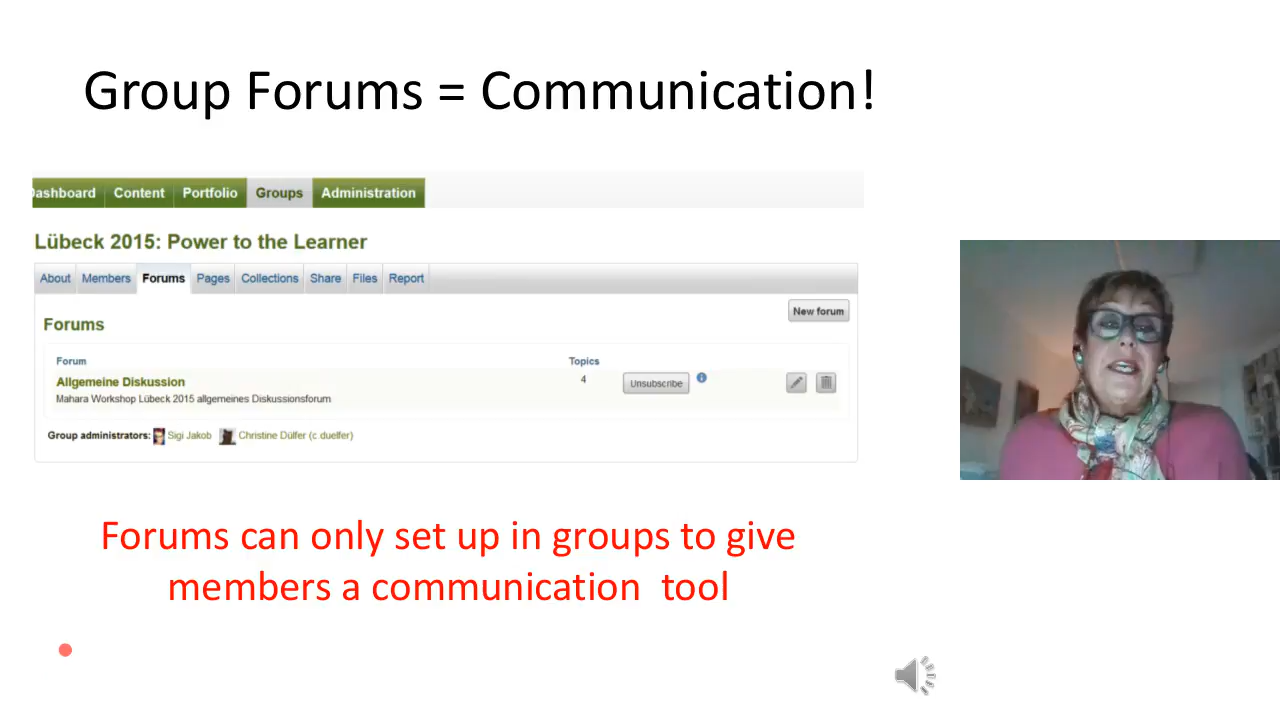 Group Forums = Communication!
Dashboard Content Portfolio Groups Administration
Lübeck 2015: Power to the Learner
About Members Forums Pages Collections Share Files Report
New forum
Forums
Forum Topics
Allgemeine Diskussion 4 Unsubscribe
Mahara Workshop Lübeck 2015 allgemeines Diskussionsforum
Group administrators: Sigi Jakob Christine Dülfer (c.duelfer)
Forums can only set up in groups to give
members a communication tool